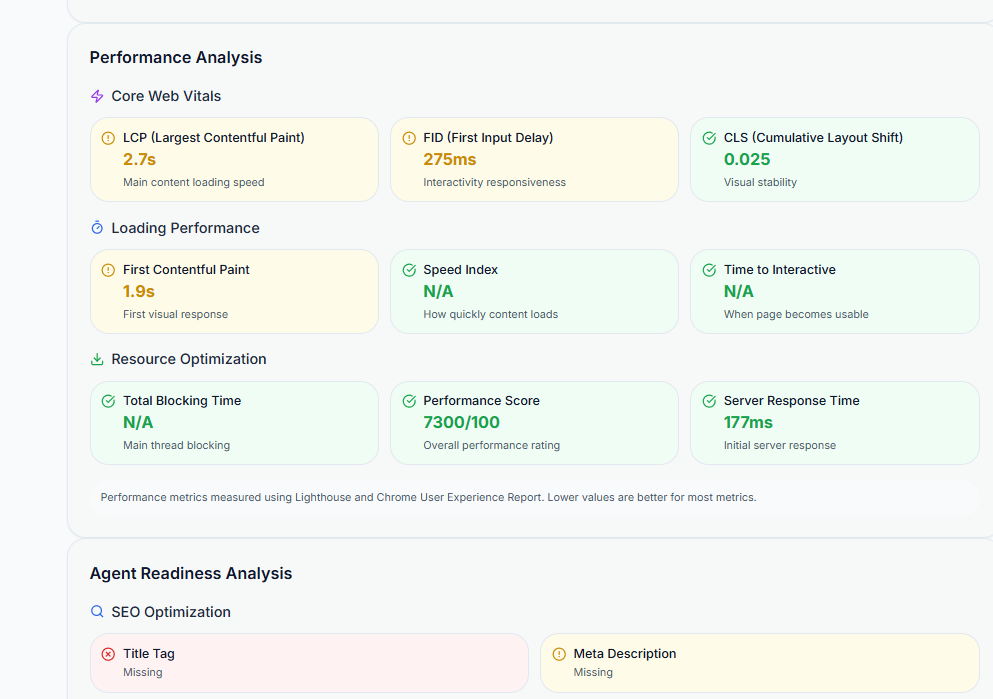 Performance Analysis
Core Web Vitals
LCP (Largest Contentful Paint)
2.7s
Main content loading speed
FID (First Input Delay)
275ms
Interactivity responsiveness
CLS (Cumulative Layout Shift)
0.025
Visual stability
Loading Performance
First Contentful Paint
1.9s
First visual response
Speed Index
N/A
How quickly content loads
Time to Interactive
N/A
When page becomes usable
Resource Optimization
Total Blocking Time
N/A
Main thread blocking
Performance Score
7300/100
Overall performance rating
Server Response Time
177ms
Initial server response
Performance metrics measured using Lighthouse and Chrome User Experience Report. Lower values are better for most metrics.
Agent Readiness Analysis
SEO Optimization
Title Tag
Missing
Meta Description
Missing